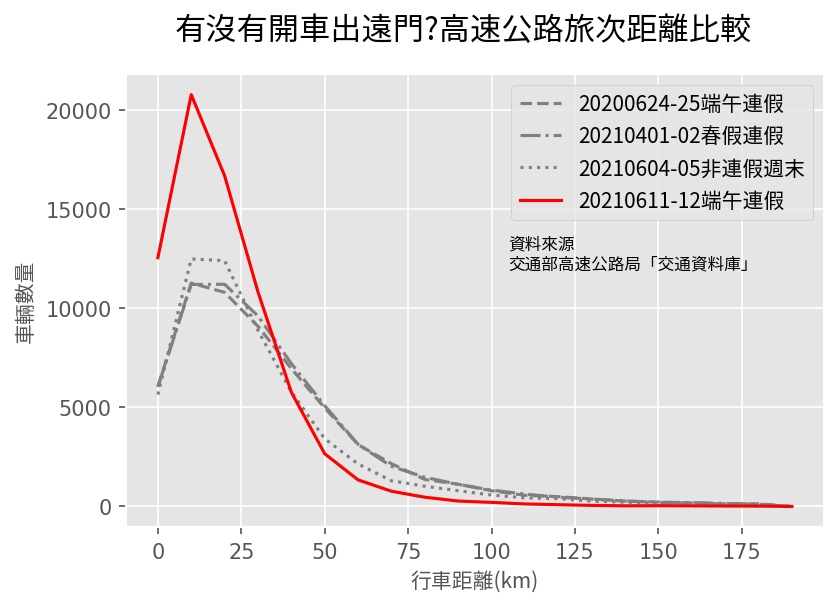 有沒有開車出遠門?高速公路旅次距離比較
20000
15000
10000
5000
0
車輛數量
20200624-25端午連假
20210401-02春假連假
20210604-05非連假週末
20210611-12端午連假
資料來源
交通部高速公路局「交通資料庫」
0 25 50 75 100 125 150 175
行車距離(km)